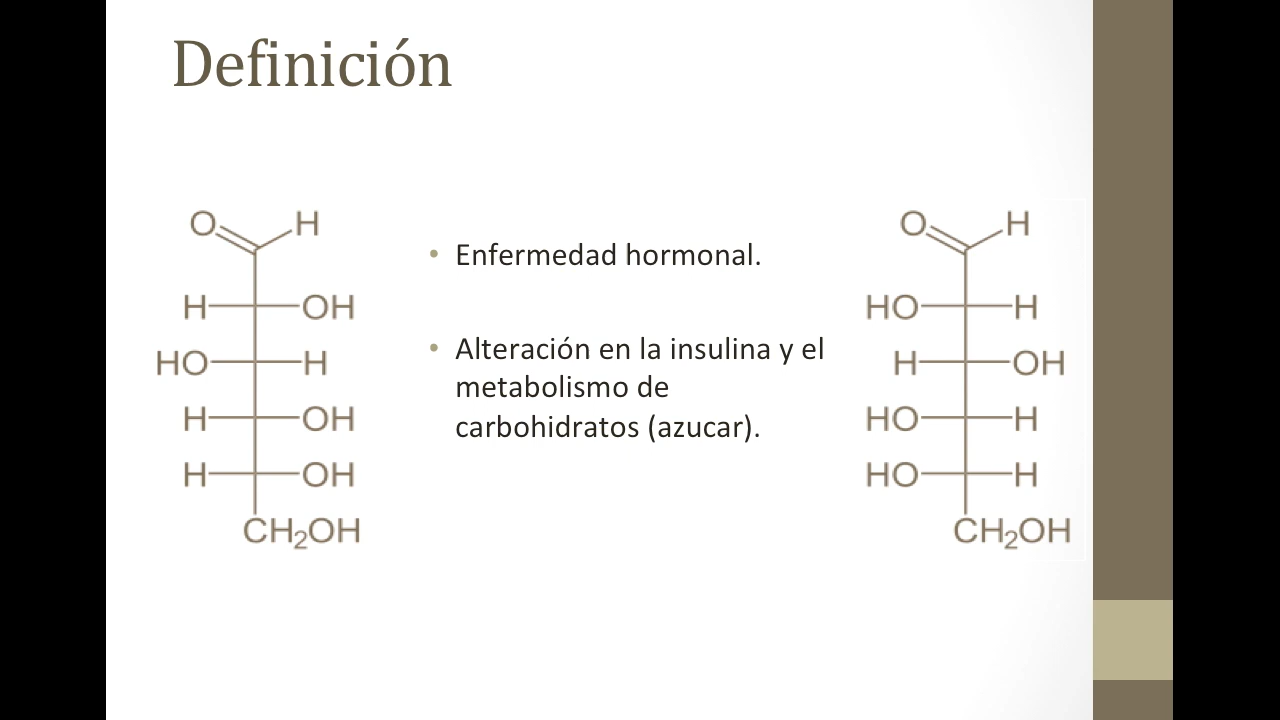 Definición
O H
H OH
HO H
H OH
H OH
CH₂OH
• Enfermedad hormonal.
• Alteración en la insulina y el
metabolismo de
carbohidratos (azucar).
O H
HO H
H OH
HO H
HO H
CH₂OH